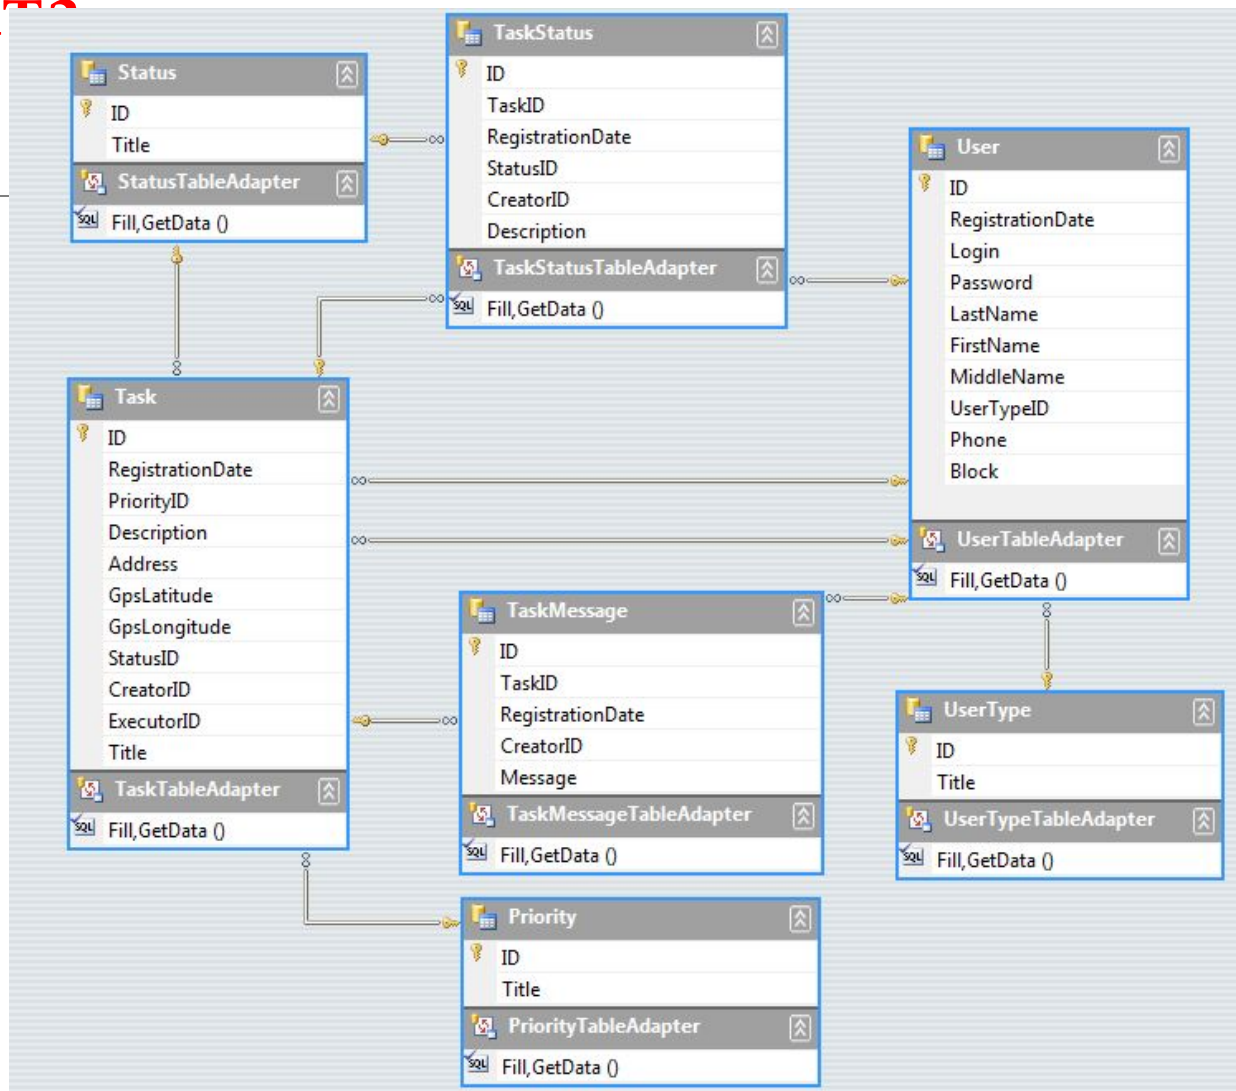 TaskStatus
ID
TaskID
RegistrationDate
StatusID
CreatorID
Description
TaskStatusTableAdapter
Fill,GetData ()
Status
ID
Title
StatusTableAdapter
Fill,GetData ()
User
ID
RegistrationDate
Login
Password
LastName
FirstName
MiddleName
UserTypeID
Phone
Block
UserTableAdapter
Fill,GetData ()
Task
ID
RegistrationDate
PriorityID
Description
Address
GpsLatitude
GpsLongitude
StatusID
CreatorID
ExecutorID
Title
TaskTableAdapter
Fill,GetData ()
TaskMessage
ID
TaskID
RegistrationDate
CreatorID
Message
TaskMessageTableAdapter
Fill,GetData ()
UserType
ID
Title
UserTypeTableAdapter
Fill,GetData ()
Priority
ID
Title
PriorityTableAdapter
Fill,GetData ()